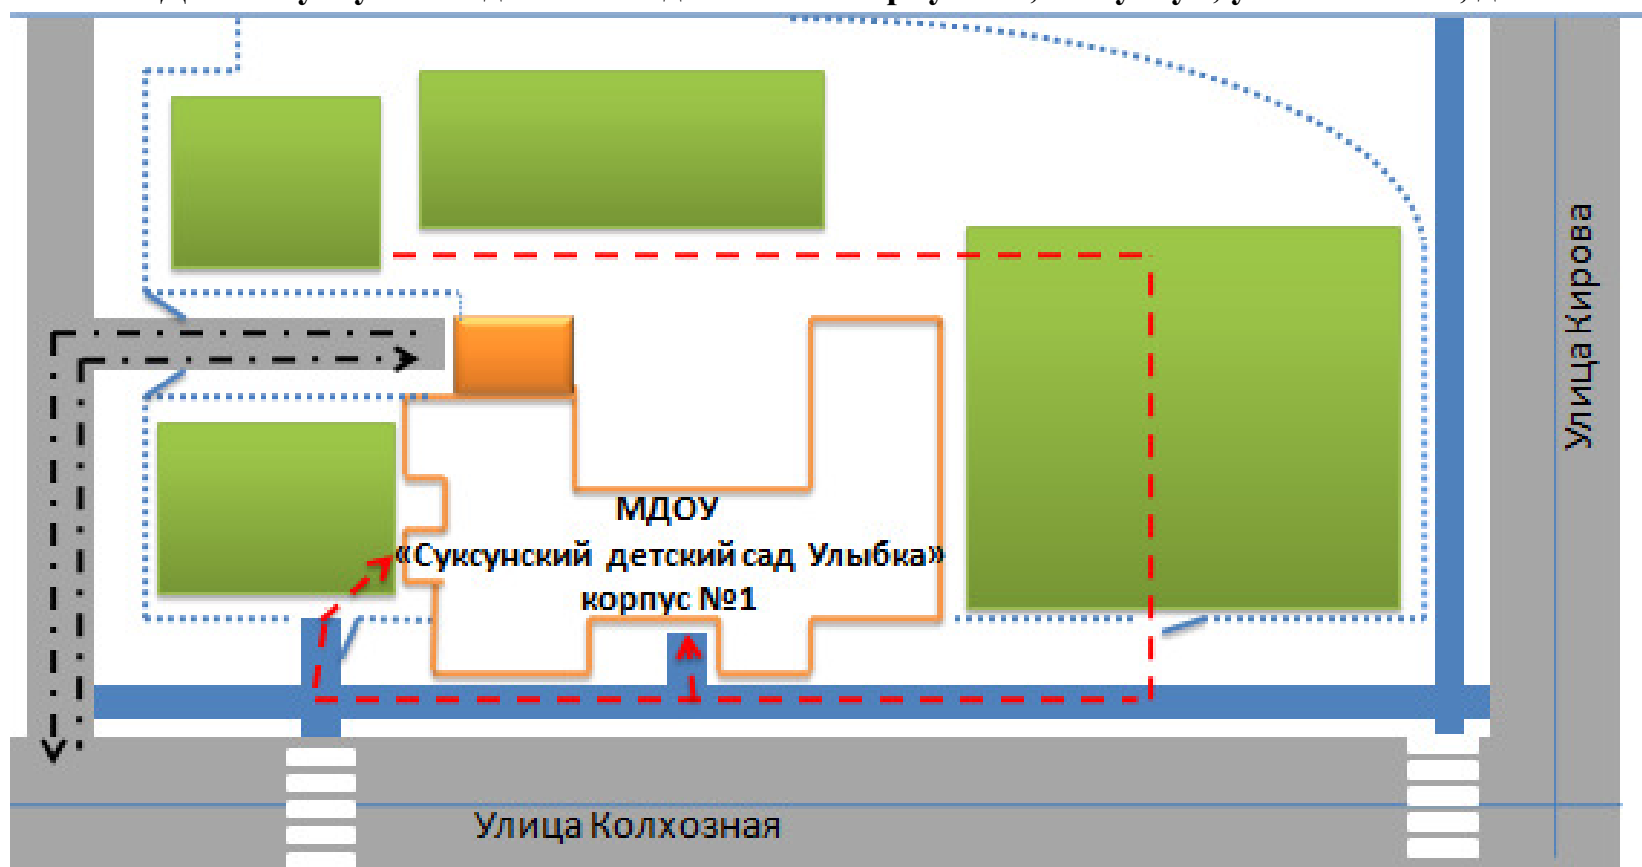 МДОУ
«Суксунский детский сад Улыбка»
корпус №1
Улица Кирова
Улица Колхозная